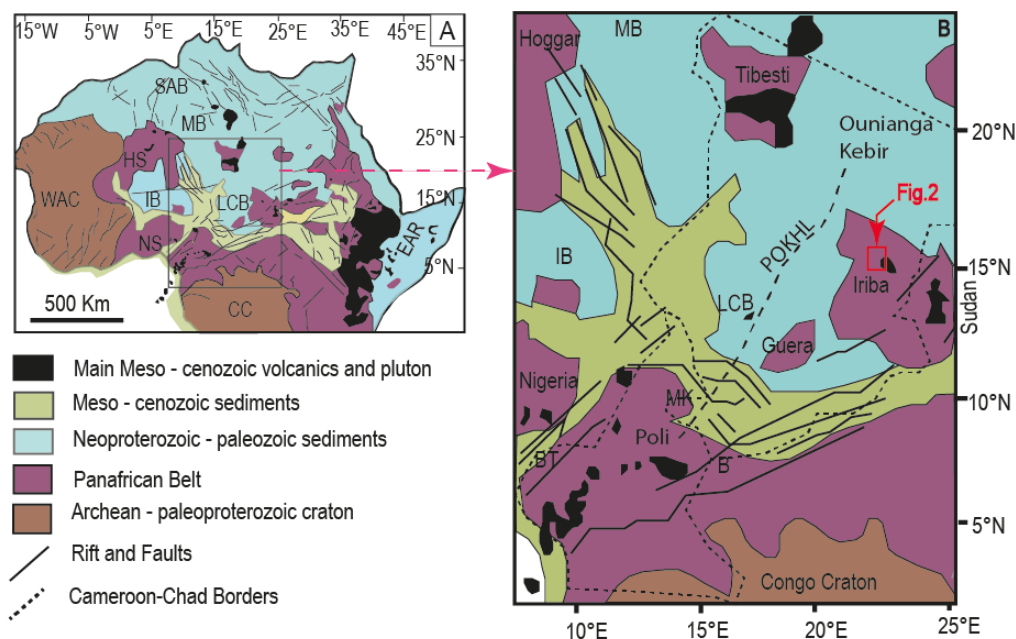 15°W 5°W 5°E 15°E 25°E 35°E 45°E
A
35°N
25°N
15°N
5°N
SAB
MB
HS
WAC
IB
LCB
NS
EAR
CC
500 Km
Main Meso - cenozoic volcanics and pluton
Meso - cenozoic sediments
Neoproterozoic - paleozoic sediments
Panafrican Belt
Archean - paleoproterozoic craton
Rift and Faults
Cameroon-Chad Borders
B
Hoggar
MB
Tibesti
Ounianga
Kebir
20°N
Fig.2
POKHL
IB
15°N
Iriba
Sudan
LCB
Guera
Nigeria
MK
10°N
Poli
BT
B
5°N
Congo Craton
10°E 15°E 20°E 25°E